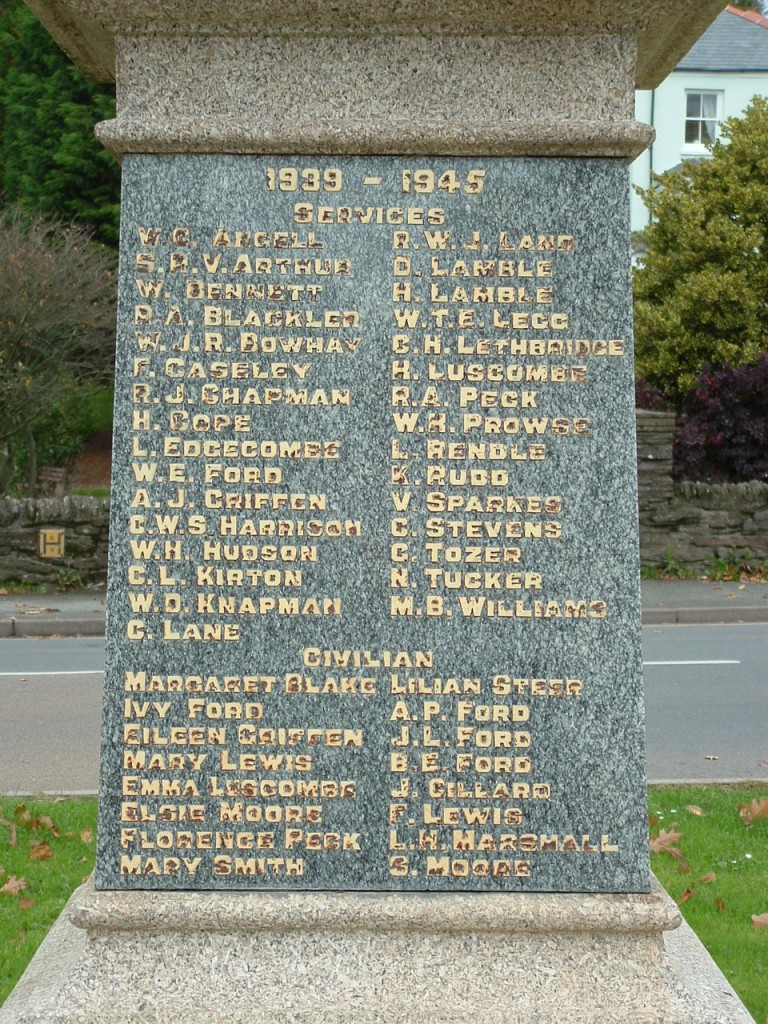 1939 - 1945
SERVICES
W.C. ANGELL
S.R.V. ARTHUR
W. BENNETT
R.A. BLACKLER
W.J.R. BOWHAY
F. CASELEY
R.J. CHAPMAN
H. COPE
L. EDGECOMBE
W.E. FORD
A.J. GRIFFEN
C.W.S. HARRISON
W.H. HUDSON
C.L. KIRTON
W.D. KNAPMAN
C. LANE
R.W.J. LAND
D. LAMBLE
H. LAMBLE
W.T.E. LEGG
C.H. LETHBRIDGE
H. LUSCOMBE
R.A. PECK
W.H. PROWSE
L. RENDLE
K. RUDD
V. SPARKES
C. STEVENS
C. TOZER
N. TUCKER
M.B. WILLIAMS
CIVILIAN
MARGARET BLAKE
IVY FORD
EILEEN GRIFFEN
MARY LEWIS
EMMA LUSCOMBE
ELSIE MOORE
FLORENCE PECK
MARY SMITH
LILIAN STEER
A.P. FORD
J.L. FORD
B.E. FORD
J. GILLARD
F. LEWIS
L.H. MARSHALL
S. MOORE